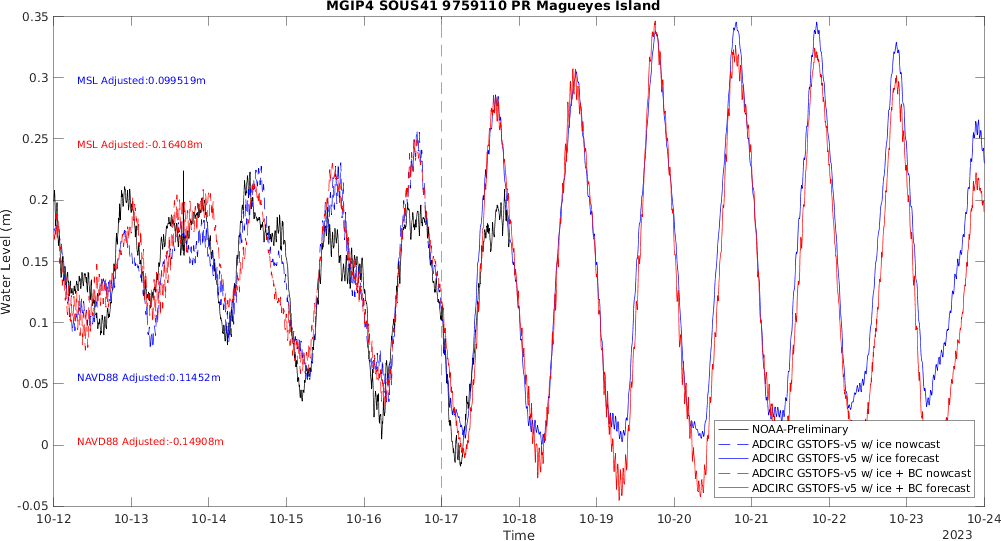 MGIP4 SOUS41 9759110 PR Magueyes Island
0.35
0.3
0.25
0.2
0.15
0.1
0.05
0
-0.05
Water Level (m)
MSL Adjusted:0.099519m
MSL Adjusted:-0.16408m
NAVD88 Adjusted:0.11452m
NAVD88 Adjusted:-0.14908m
NOAA-Preliminary
ADCIRC GSTOFS-v5 w/ ice nowcast
ADCIRC GSTOFS-v5 w/ ice forecast
ADCIRC GSTOFS-v5 w/ ice + BC nowcast
ADCIRC GSTOFS-v5 w/ ice + BC forecast
10-12 10-13 10-14 10-15 10-16 10-17 10-18 10-19 10-20 10-21 10-22 10-23 10-24
Time
2023